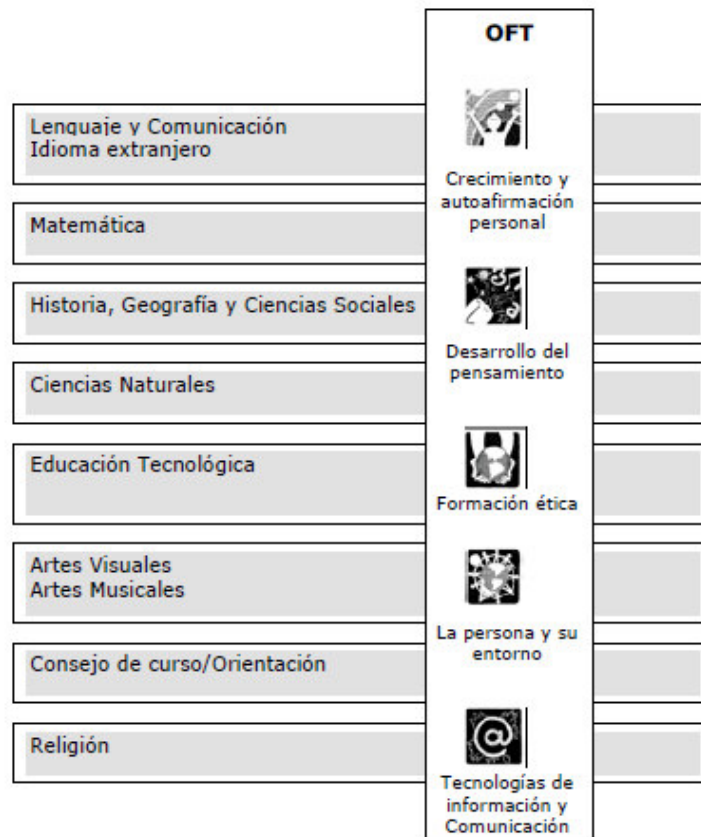 OFT
Lenguaje y Comunicación
Idioma extranjero
Crecimiento y
autoafirmación
personal
Matemática
Historia, Geografía y Ciencias Sociales
Desarrollo del
pensamiento
Ciencias Naturales
Educación Tecnológica
Formación ética
Artes Visuales
Artes Musicales
La persona y su
entorno
Consejo de curso/Orientación
Religión
@
Tecnologías de
información y
Comunicación